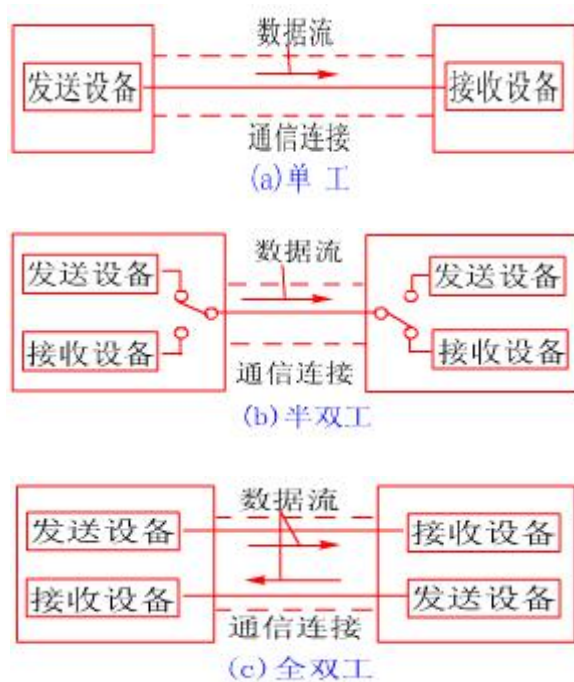 数据流
发送设备 接收设备
通信连接
(a)单 工
数据流
发送设备 发送设备
接收设备 接收设备
通信连接
(b)半双工
数据流
发送设备 接收设备
接收设备 发送设备
通信连接
(c)全双工